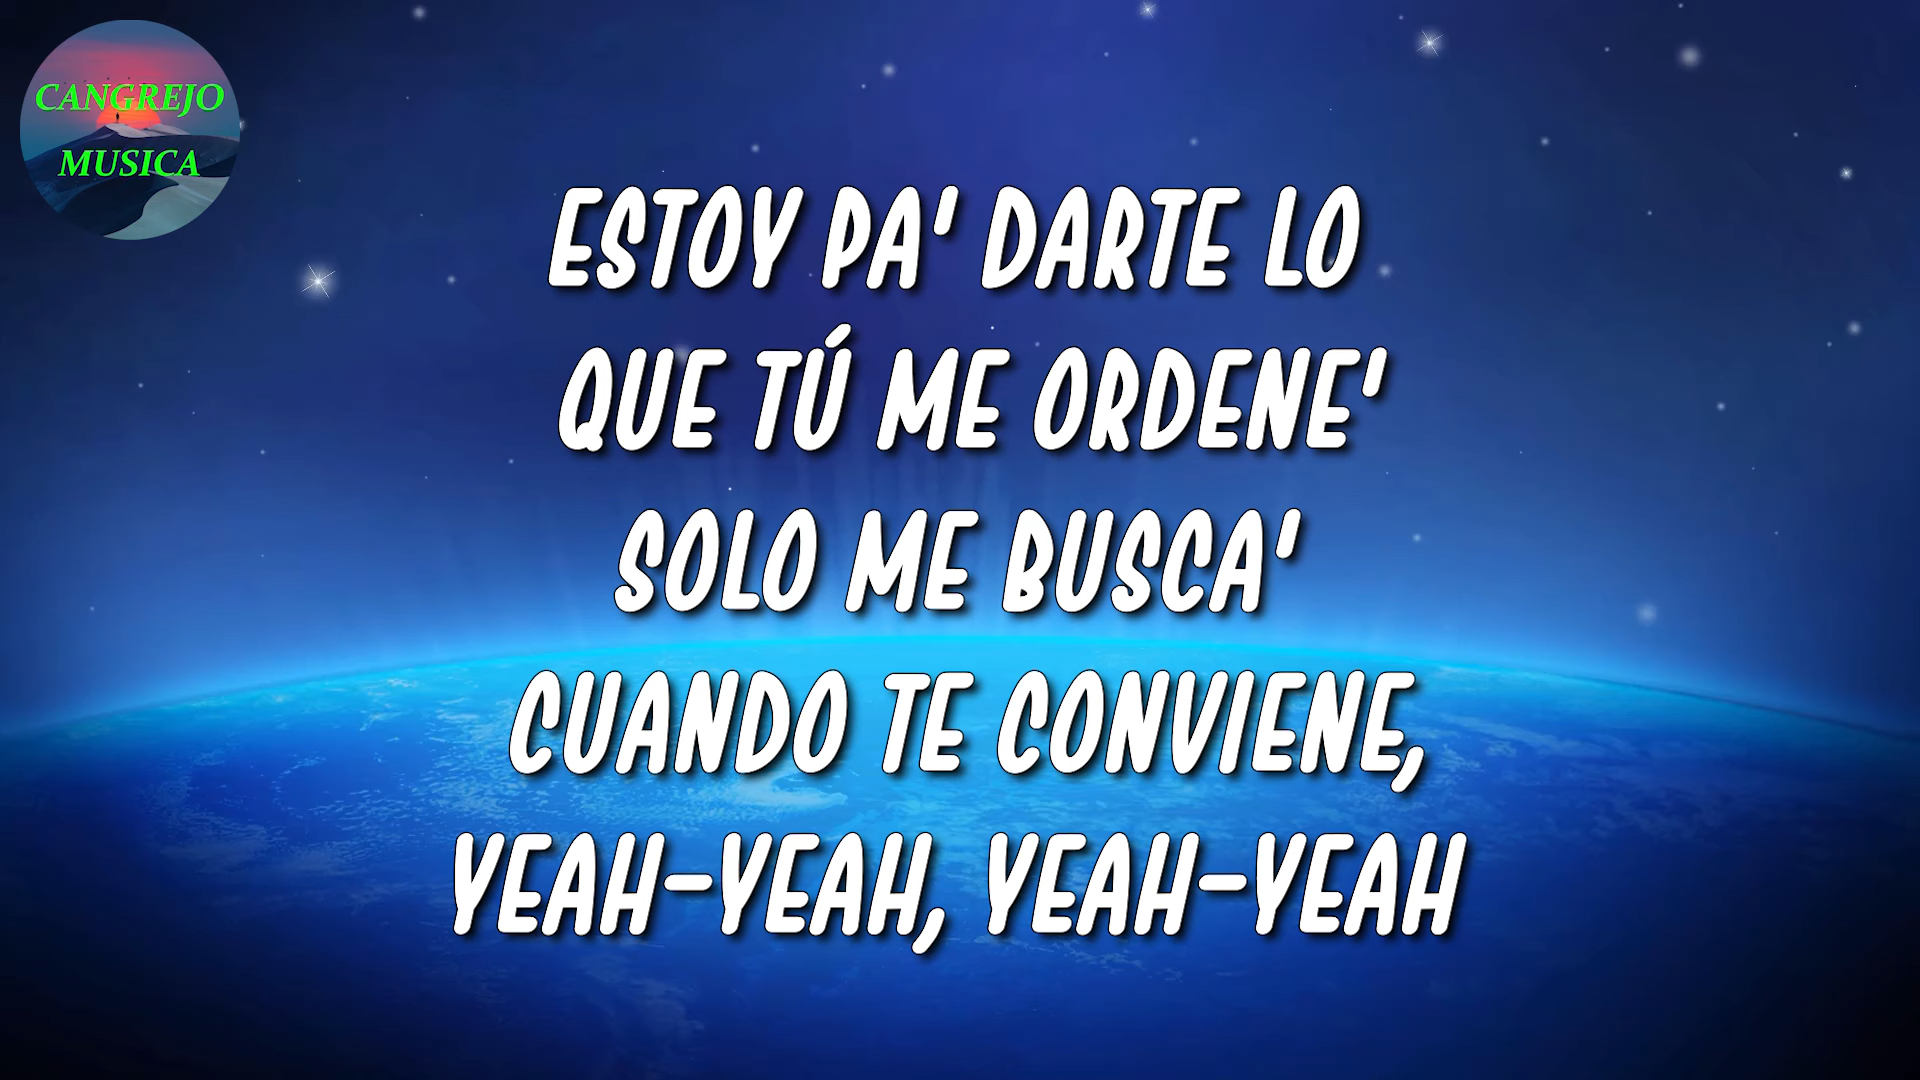 CANGREJO
MUSICA
ESTOY PA' DARTE LO
QUE TÚ ME ORDENE'
SOLO ME BUSCA'
CUANDO TE CONVIENE,
YEAH-YEAH, YEAH-YEAH